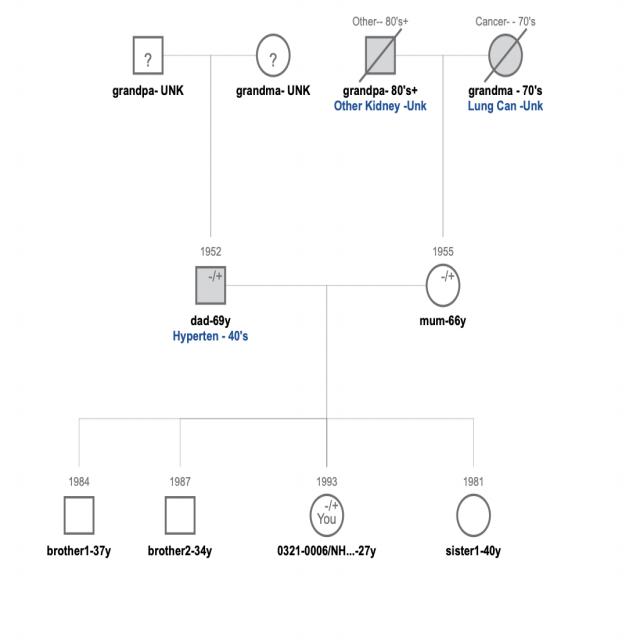 Other-- 80's+
Cancer- - 70's
?
?
grandpa- UNK
grandma- UNK
grandpa- 80's+
grandma - 70's
Other Kidney -Unk
Lung Can -Unk
1952
1955
-/+
-/+
dad-69y
mum-66y
Hyperten - 40's
1984
1987
1993
1981
-/+
You
brother1-37y
brother2-34y
0321-0006/NH...-27y
sister1-40y